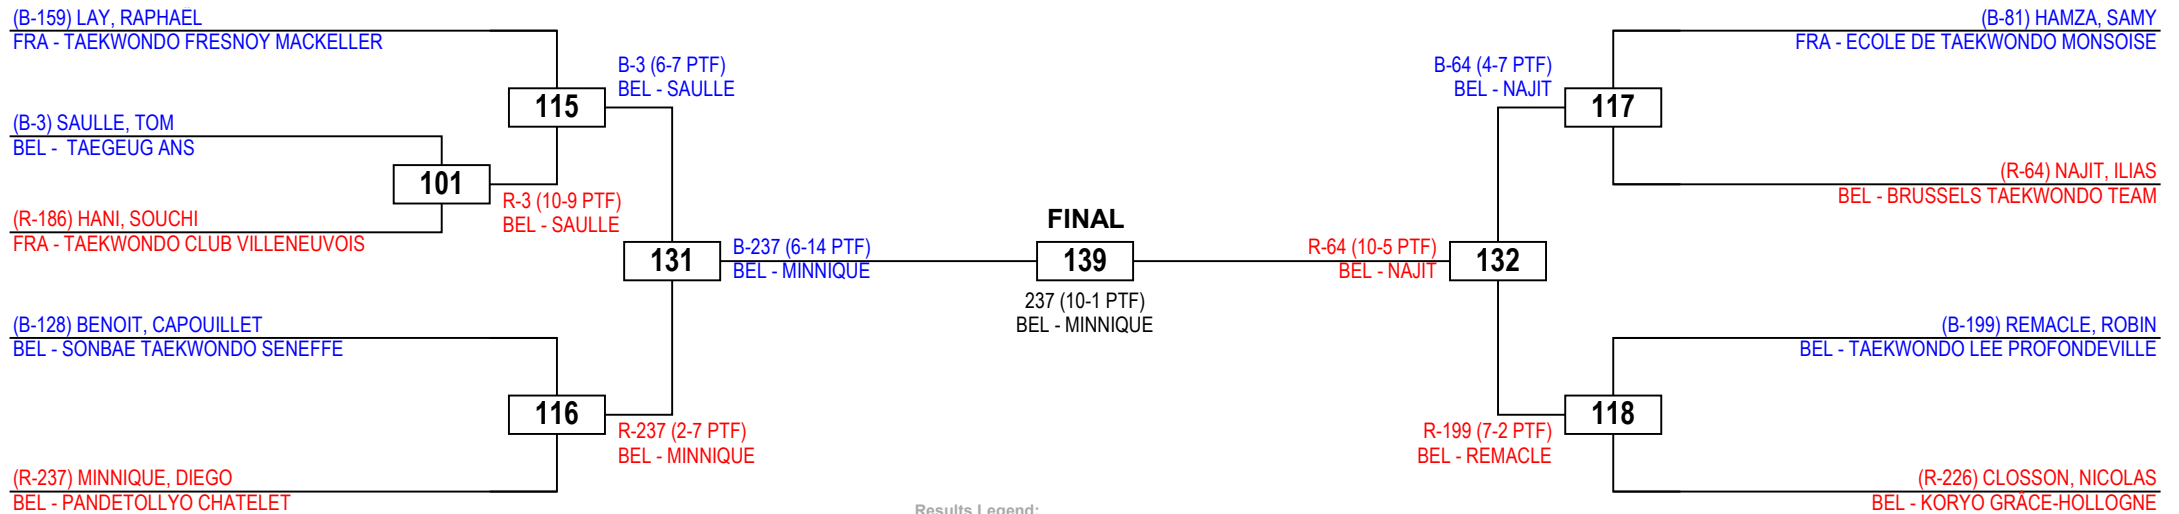 (B-159) LAY, RAPHAËL
FRA - TAEKWONDO FRESNOY MACKELLER
(B-3) SAULLE, TOM
BEL - TAEGEUG ANS
(R-186) HANI, SOUCHI
FRA - TAEKWONDO CLUB VILLENEUVOIS
(B-128) BENOIT, CAPOUILLET
BEL - SONBAE TAEKWONDO SENEFFE
(R-237) MINNIQUE, DIEGO
BEL - PANDETOLLYO CHATELET
101
R-3 (10-9 PTF)
BEL - SAULLE
115
B-3 (6-7 PTF)
BEL - SAULLE
116
R-237 (2-7 PTF)
BEL - MINNIQUE
131
B-237 (6-14 PTF)
BEL - MINNIQUE
FINAL
139
237 (10-1 PTF)
BEL - MINNIQUE
R-64 (10-5 PTF)
BEL - NAJIT
132
B-64 (4-7 PTF)
BEL - NAJIT
117
R-199 (7-2 PTF)
BEL - REMACLE
118
(B-81) HAMZA, SAMY
FRA - ECOLE DE TAEKWONDO MONSOISE
(R-64) NAJIT, ILIAS
BEL - BRUSSELS TAEKWONDO TEAM
(B-199) REMACLE, ROBIN
BEL - TAEKWONDO LEE PROFONDEVILLE
(R-226) CLOSSON, NICOLAS
BEL - KORYO GRÂCE-HOLLOGNE
Results Legend: